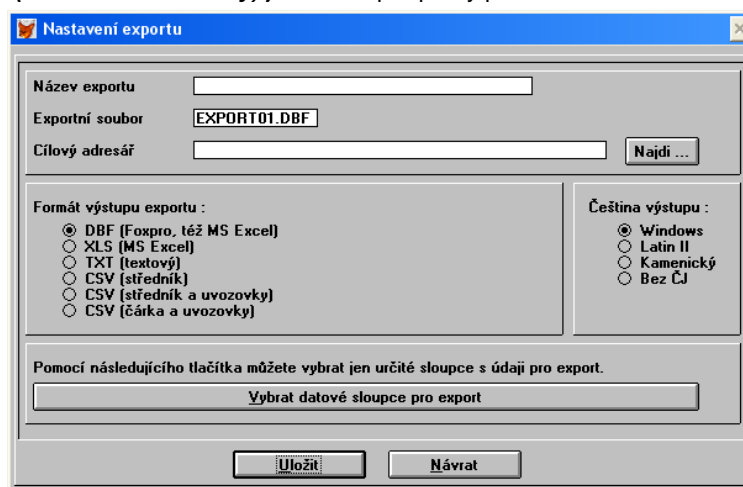 Nastavení exportu
Název exportu
Exportní soubor EXPORT01.DBF
Cílový adresář Najdi ...
Formát výstupu exportu :
DBF (Foxpro, též MS Excel)
XLS (MS Excel)
TXT (textový)
CSV (středník)
CSV (středník a uvozovky)
CSV (čárka a uvozovky)
Čeština výstupu :
Windows
Latin II
Kamenický
Bez ČJ
Pomocí následujícího tlačítka můžete vybrat jen určité sloupce s údaji pro export.
Vybrat datové sloupce pro export
Uložit Návrat